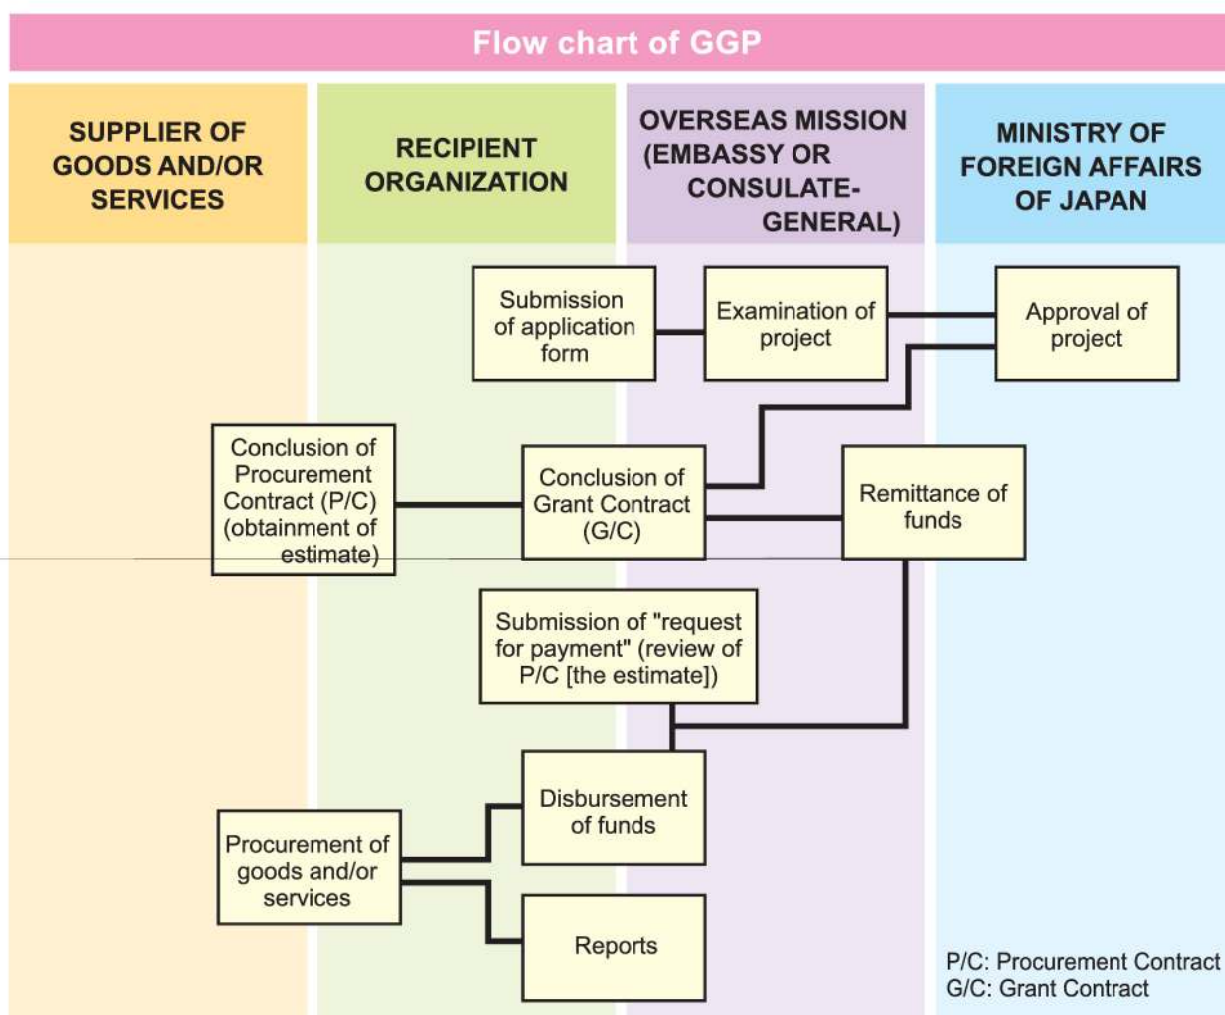 Flow chart of GGP
SUPPLIER OF
GOODS AND/OR
SERVICES
RECIPIENT
ORGANIZATION
OVERSEAS MISSION
(EMBASSY OR
CONSULATE-
GENERAL)
MINISTRY OF
FOREIGN AFFAIRS
OF JAPAN
Submission
of application
form
Examination of
project
Approval of
project
Conclusion of
Procurement
Contract (P/C)
(obtainment of
estimate)
Conclusion of
Grant Contract
(G/C)
Remittance of
funds
Submission of "request
for payment" (review of
P/C [the estimate])
Disbursement
of funds
Procurement of
goods and/or
services
Reports
P/C: Procurement Contract
G/C: Grant Contract